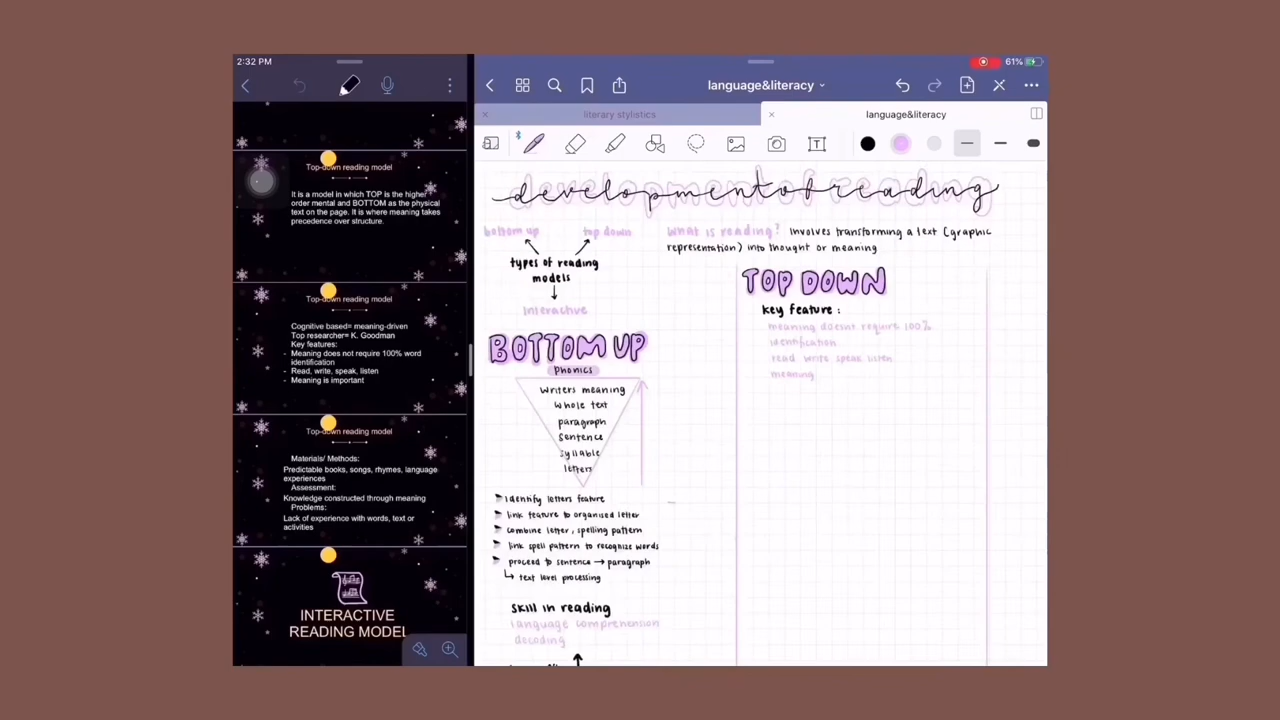 2:32 PM
Top-down reading model
It is a model in which TOP is the higher
order mental and BOTTOM as the physical
text on the page. It is where meaning takes
precedence over structure.
Top-down reading model
Cognitive based= meaning-driven
Top researcher= K. Goodman
Key features:
- Meaning does not require 100% word
identification
- Read, write, speak, listen
- Meaning is important
Top-down reading model
Materials/ Methods:
Predictable books, songs, rhymes, language
experiences
Assessment:
Knowledge constructed through meaning
Problems:
Lack of experience with words, text or
activities
INTERACTIVE
READING MODEL
61%
language&literacy
literary stylistics
language&literacy
T
development of reading
bottom up
top down
types of reading
models
interactive
BOTTOM UP
Phonics
writers meaning
whole text
paragraph
sentence
syllable
letters
identify letters feature
link feature to organised letter
combine letter, spelling pattern
link spell pattern to recognize words
proceed to sentence → paragraph
text level processing
skill in reading
language comprehension
decoding
what is reading? involves transforming a text (graphic
representation) into thought or meaning
TOP DOWN
key feature:
meaning doesnt require 100%
identification
read write speak listen
meaning